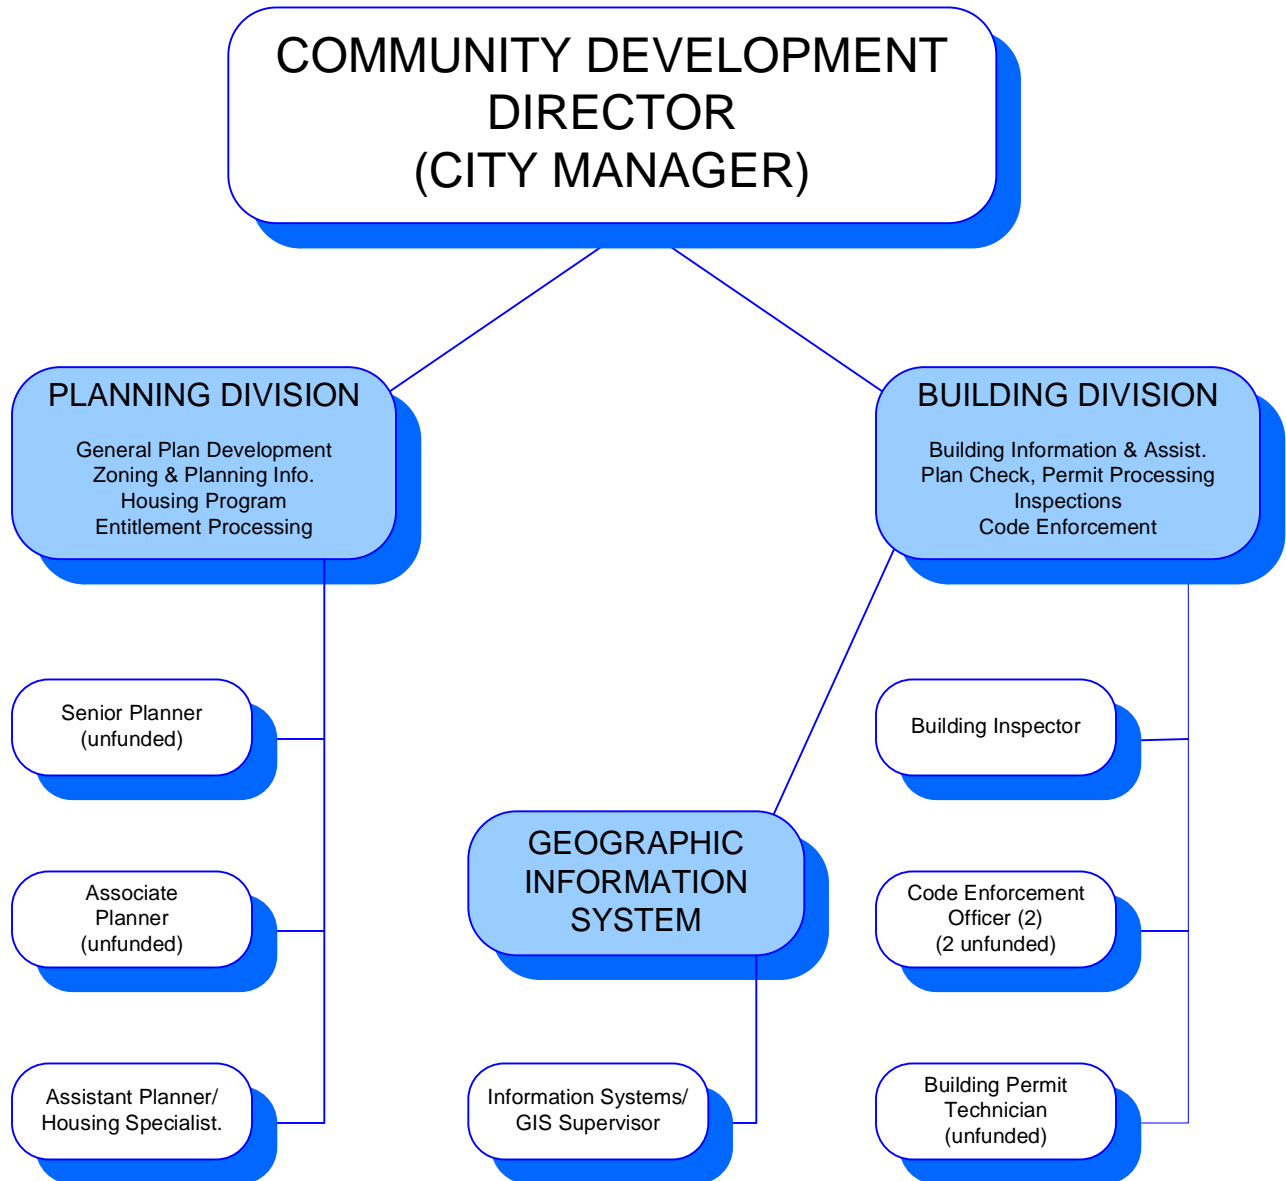 COMMUNITY DEVELOPMENT
DIRECTOR
(CITY MANAGER)
PLANNING DIVISION
General Plan Development
Zoning & Planning Info.
Housing Program
Entitlement Processing
BUILDING DIVISION
Building Information & Assist.
Plan Check, Permit Processing
Inspections
Code Enforcement
Senior Planner
(unfunded)
Building Inspector
GEOGRAPHIC
INFORMATION
SYSTEM
Associate
Planner
(unfunded)
Code Enforcement
Officer (2)
(2 unfunded)
Assistant Planner/
Housing Specialist.
Information Systems/
GIS Supervisor
Building Permit
Technician
(unfunded)